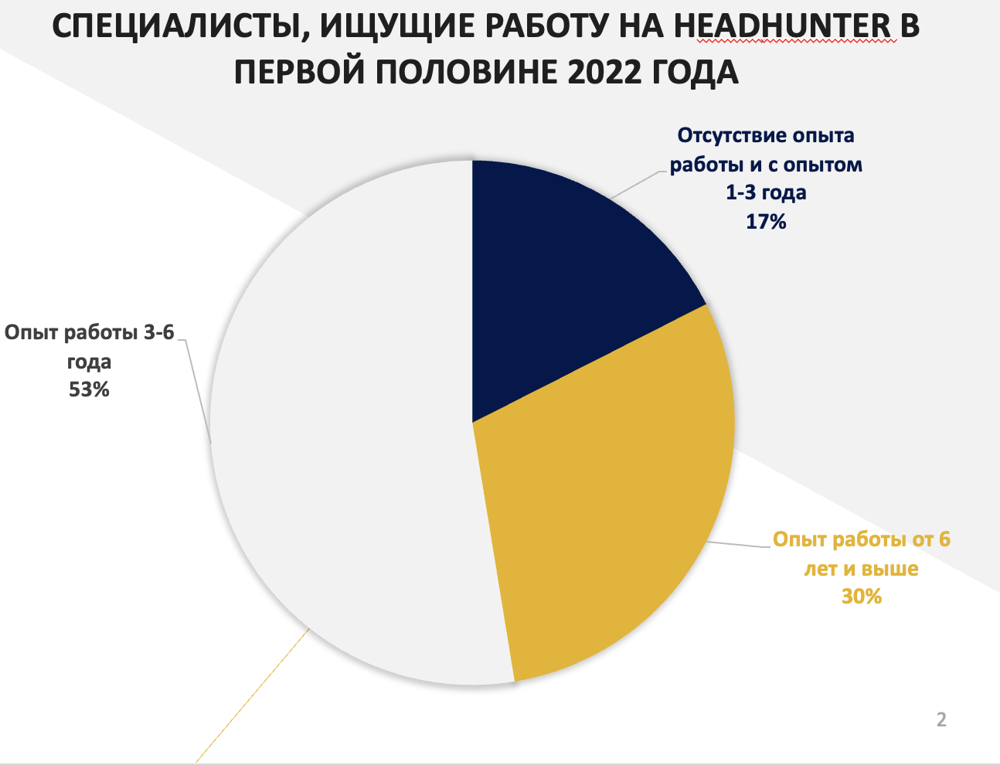 СПЕЦИАЛИСТЫ, ИЩУЩИЕ РАБОТУ НА HEADHUNTER В
ПЕРВОЙ ПОЛОВИНЕ 2022 ГОДА
Отсутствие опыта
работы и с опытом
1-3 года
17%
Опыт работы 3-6
года
53%
Опыт работы от 6
лет и выше
30%
2